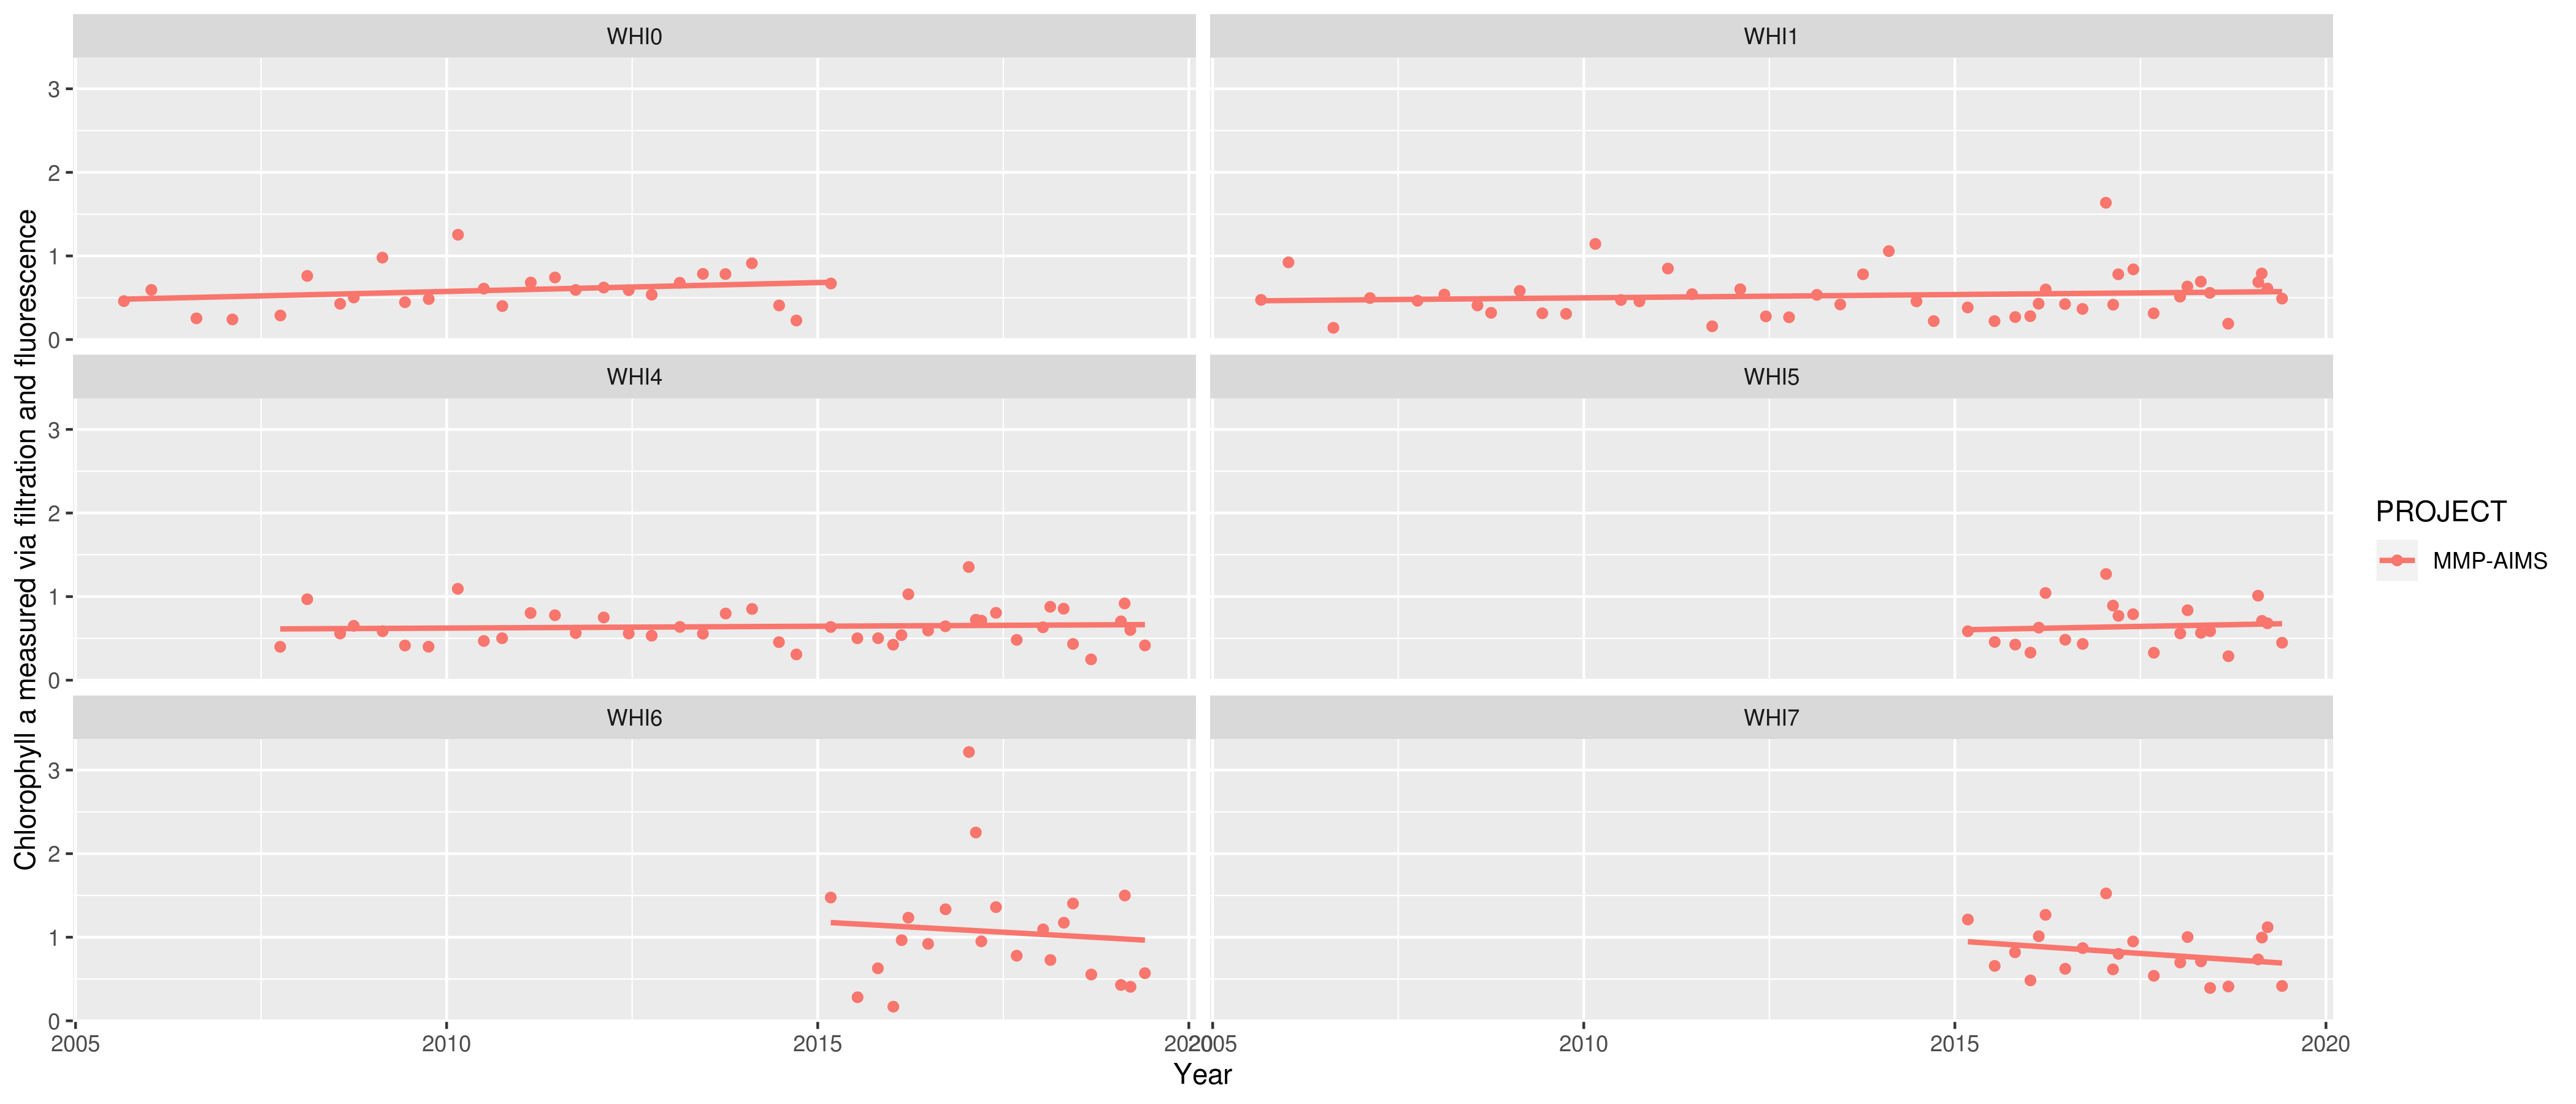 WHI0
WHI1
3
2
1
0
WHI4
WHI5
3
2
1
0
WHI6
WHI7
3
2
1
0
2005 2010 2015 2020
2005 2010 2015 2020
Year
Chlorophyll a measured via filtration and fluorescence
PROJECT
MMP-AIMS